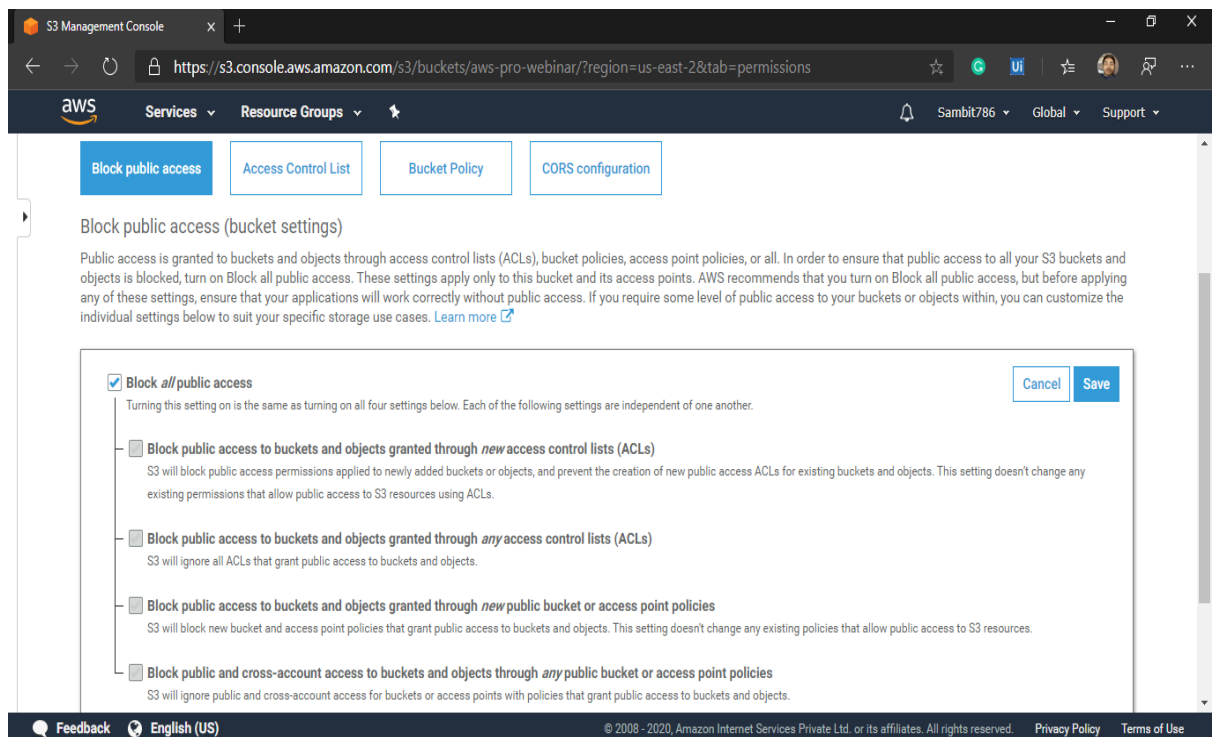 S3 Management Console
https://s3.console.aws.amazon.com/s3/buckets/aws-pro-webinar/?region=us-east-2&tab=permissions
G
Ui
aws
Services
Resource Groups
Sambit786
Global
Support
Block public access
Access Control List
Bucket Policy
CORS configuration
Block public access (bucket settings)
Public access is granted to buckets and objects through access control lists (ACLs), bucket policies, access point policies, or all. In order to ensure that public access to all your S3 buckets and
objects is blocked, turn on Block all public access. These settings apply only to this bucket and its access points. AWS recommends that you turn on Block all public access, but before applying
any of these settings, ensure that your applications will work correctly without public access. If you require some level of public access to your buckets or objects within, you can customize the
individual settings below to suit your specific storage use cases. Learn more
Block all public access
Cancel
Save
Turning this setting on is the same as turning on all four settings below. Each of the following settings are independent of one another.
Block public access to buckets and objects granted through new access control lists (ACLs)
S3 will block public access permissions applied to newly added buckets or objects, and prevent the creation of new public access ACLs for existing buckets and objects. This setting doesn't change any
existing permissions that allow public access to S3 resources using ACLs.
Block public access to buckets and objects granted through any access control lists (ACLs)
S3 will ignore all ACLs that grant public access to buckets and objects.
Block public access to buckets and objects granted through new public bucket or access point policies
S3 will block new bucket and access point policies that grant public access to buckets and objects. This setting doesn't change any existing policies that allow public access to S3 resources.
Block public and cross-account access to buckets and objects through any public bucket or access point policies
S3 will ignore public and cross-account access for buckets or access points with policies that grant public access to buckets and objects.
Feedback
English (US)
© 2008 - 2020, Amazon Internet Services Private Ltd. or its affiliates. All rights reserved.
Privacy Policy
Terms of Use